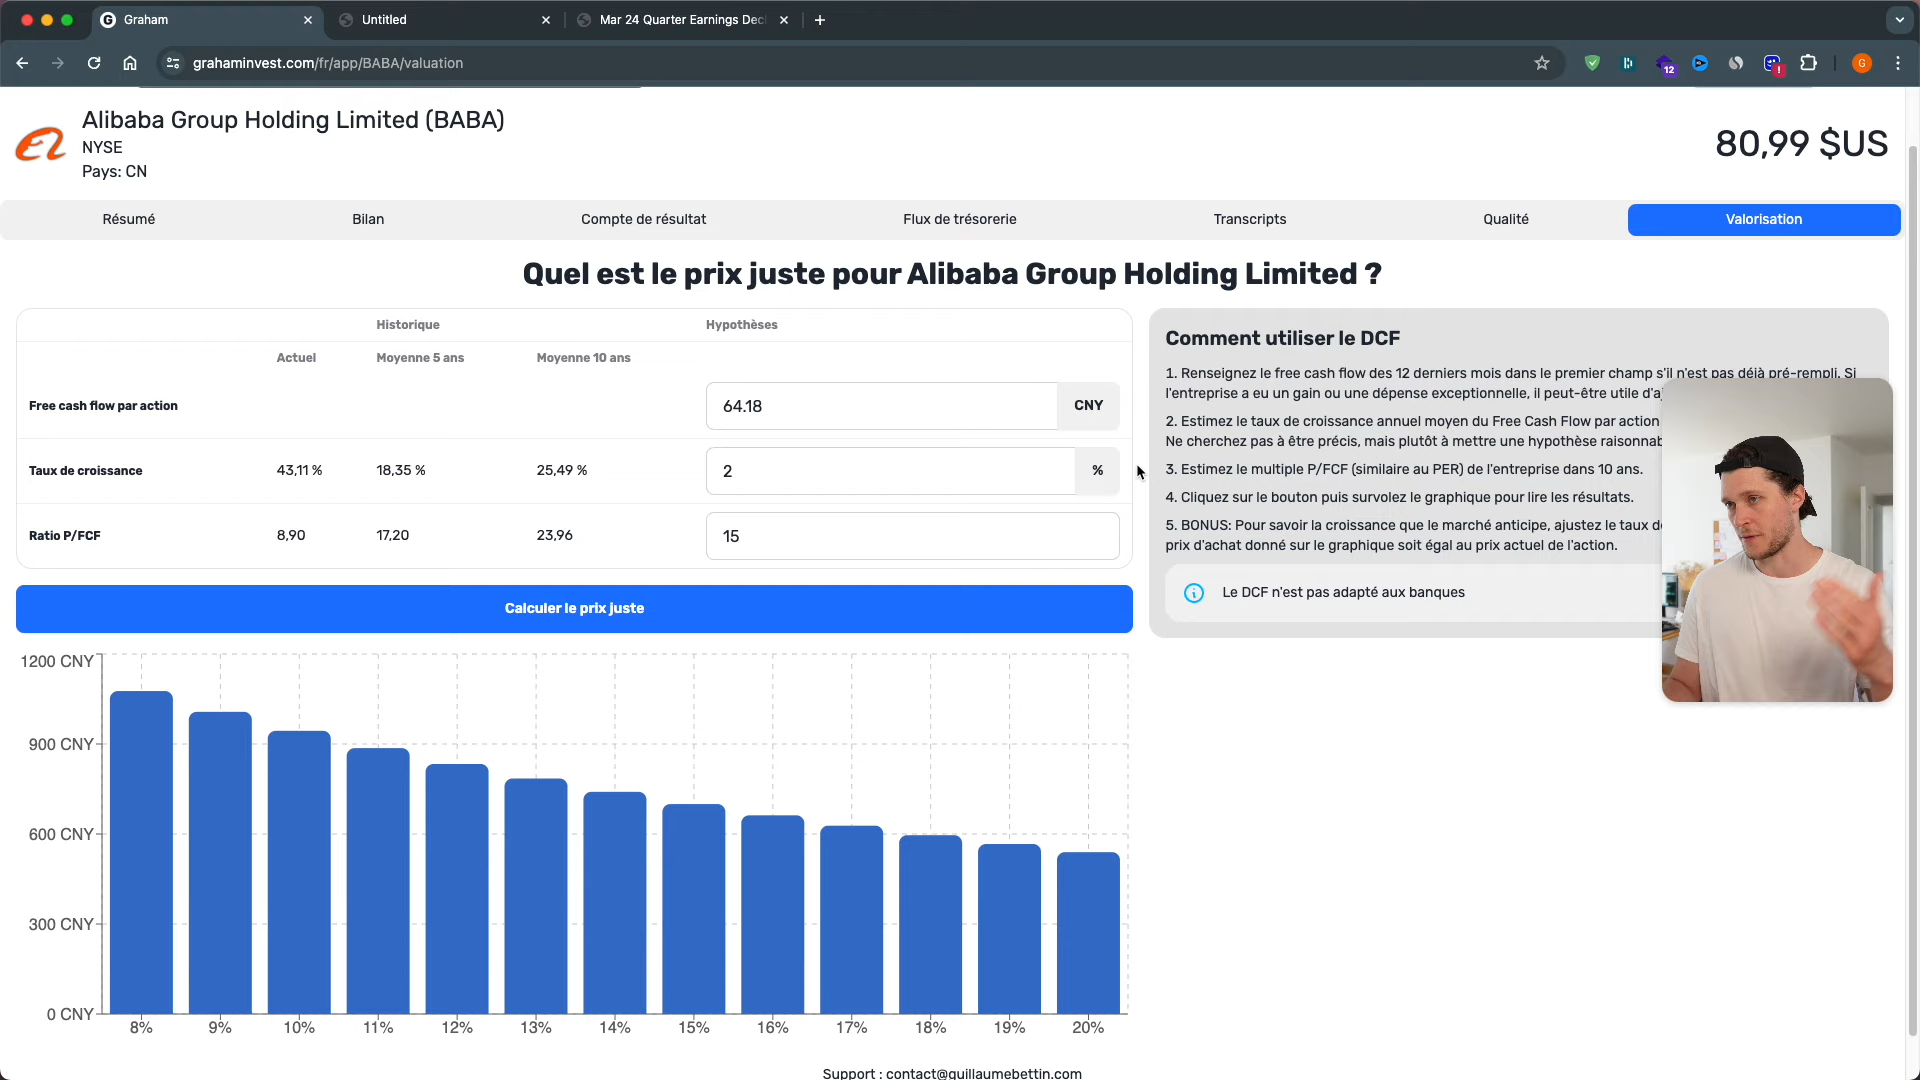 Graham
Untitled
Mar 24 Quarter Earnings Dec
grahaminvest.com/fr/app/BABA/valuation
12
!
G
Alibaba Group Holding Limited (BABA)
NYSE
Pays: CN
80,99 $US
Résumé
Bilan
Compte de résultat
Flux de trésorerie
Transcripts
Qualité
Valorisation
Quel est le prix juste pour Alibaba Group Holding Limited ?
Historique
Hypothèses
Actuel
Moyenne 5 ans
Moyenne 10 ans
Free cash flow par action
64.18
CNY
Taux de croissance
43,11 %
18,35 %
25,49 %
2
%
Ratio P/FCF
8,90
17,20
23,96
15
Calculer le prix juste
Comment utiliser le DCF
1. Renseignez le free cash flow des 12 derniers mois dans le premier champ s'il n'est pas déjà pré-rempli. Si
l'entreprise a eu un gain ou une dépense exceptionnelle, il peut-être utile
2. Estimez le taux de croissance annuel moyen du Free Cash Flow par action
Ne cherchez pas à être précis, mais plutôt à mettre une hypothèse
3. Estimez le multiple P/FCF (similaire au PER) de l'entreprise dans 10 ans.
4. Cliquez sur le bouton puis survolez le graphique pour lire les résultats.
5. BONUS: Pour savoir la croissance que le marché anticipe, ajustez le taux
prix d'achat donné sur le graphique soit égal au prix actuel de l'action.
Le DCF n'est pas adapté aux banques
1200 CNY
900 CNY
600 CNY
300 CNY
0 CNY
8%
9%
10%
11%
12%
13%
14%
15%
16%
17%
18%
19%
20%
Support : contact@guillaumebettin.com